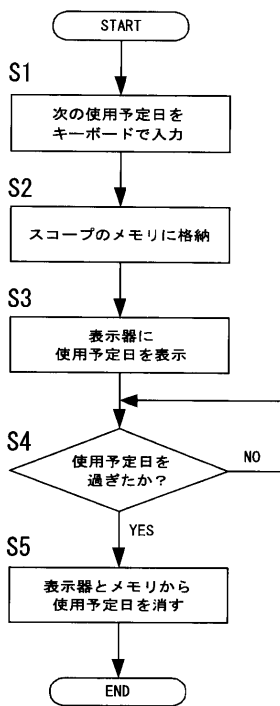 START
S1
次の使用予定日を
キーボードで入力
S2
スコープのメモリに格納
S3
表示器に
使用予定日を表示
S4
使用予定日を
過ぎたか?
NO
YES
S5
表示器とメモリから
使用予定日を消す
END